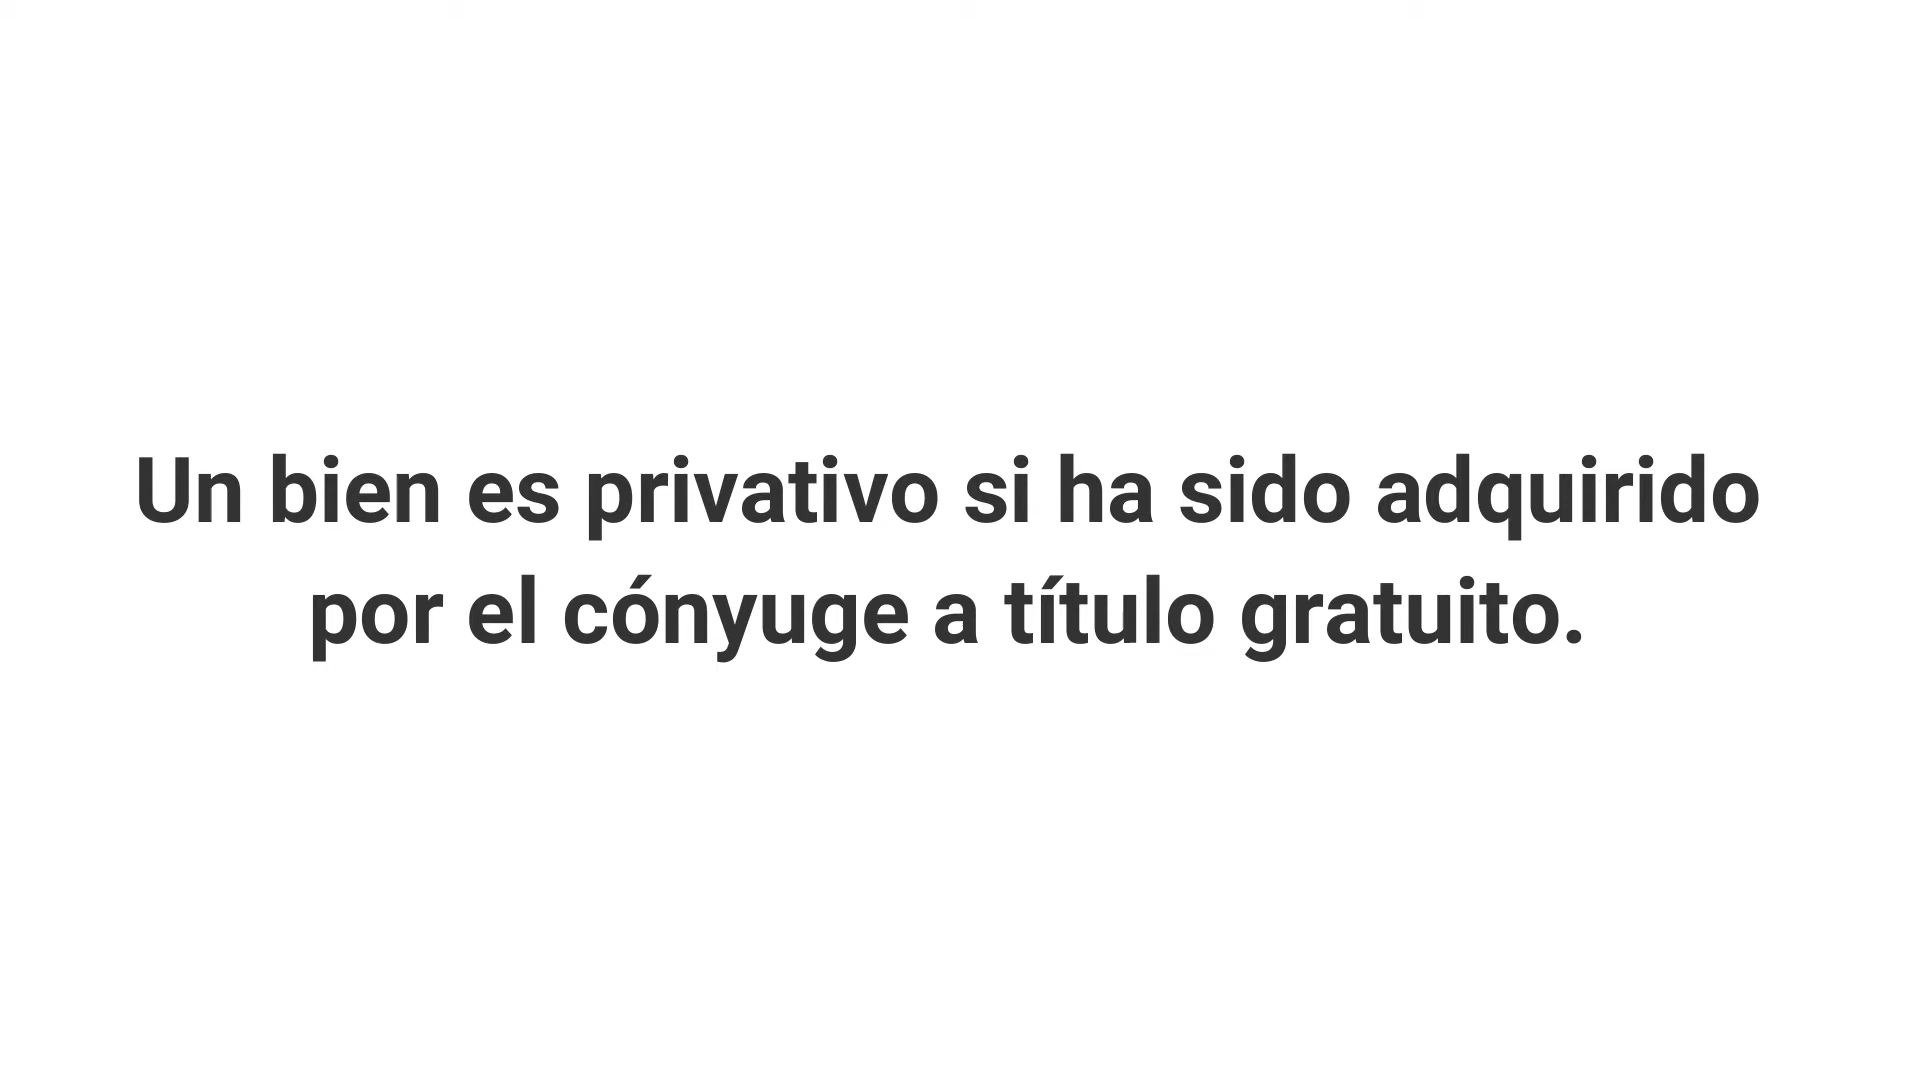 Un bien es privativo si ha sido adquirido
por el cónyuge a título gratuito.